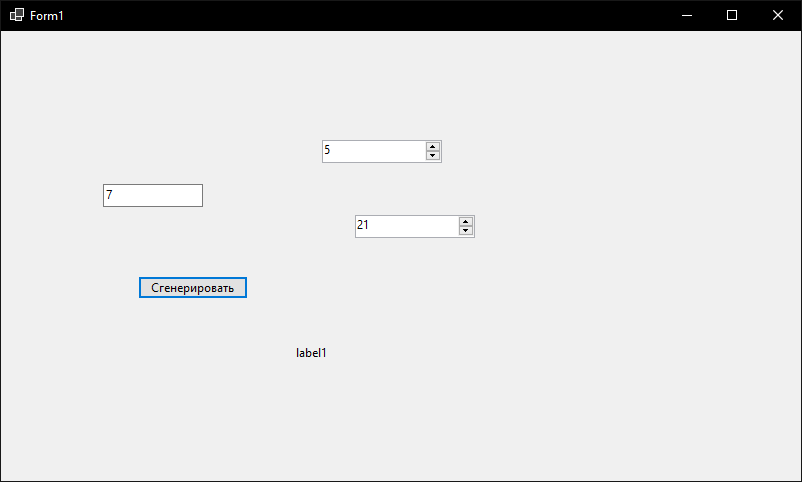 Form1
5
7
21
Сгенерировать
label1